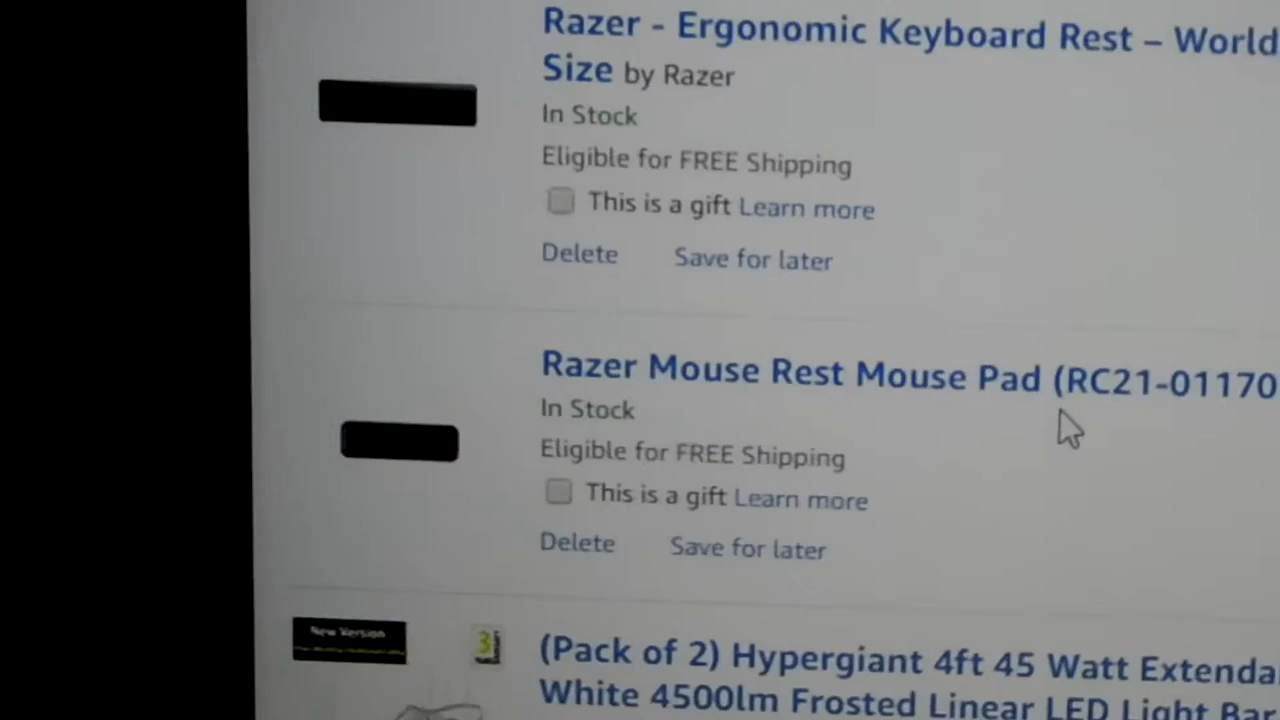 Razer - Ergonomic Keyboard Rest – World
Size by Razer
In Stock
Eligible for FREE Shipping
This is a gift Learn more
Delete Save for later
Razer Mouse Rest Mouse Pad (RC21-01170
In Stock
Eligible for FREE Shipping
This is a gift Learn more
Delete Save for later
New Version
3
(Pack of 2) Hypergiant 4ft 45 Watt Extenda
White 4500lm Frosted Linear LED Light Bar